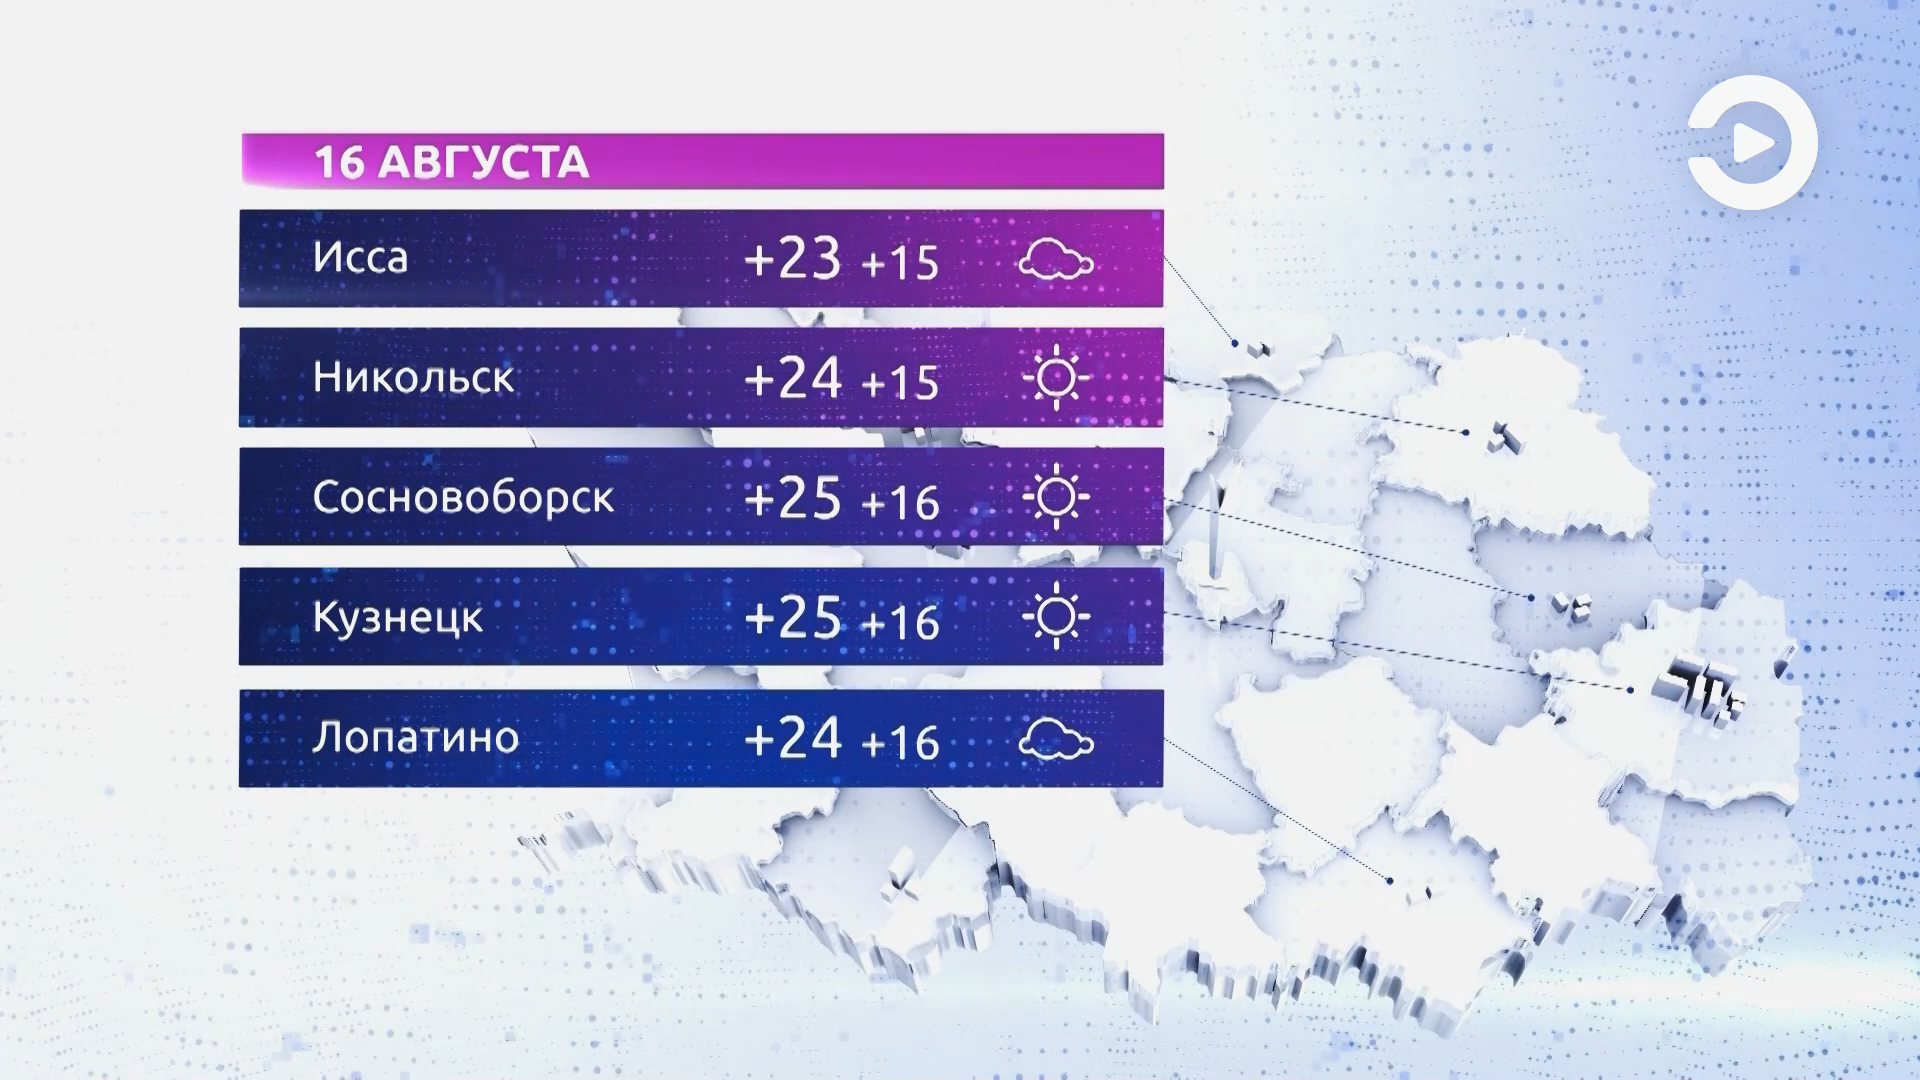 16 АВГУСТА
Исса +23 +15
Никольск +24 +15
Сосновоборск +25 +16
Кузнецк +25 +16
Лопатино +24 +16